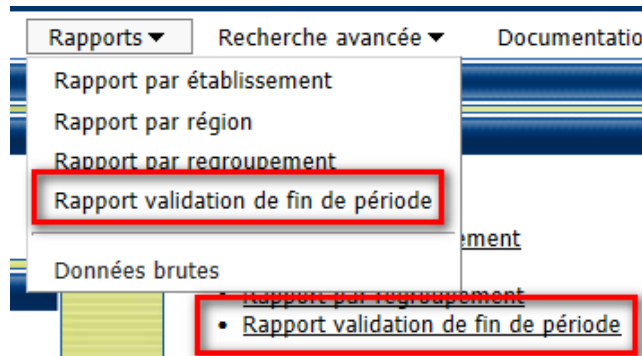 Rapports ▼ Recherche avancée ▼ Documentatio
Rapport par établissement
Rapport par région
Rapport par regroupement
Rapport validation de fin de période
ement
Données brutes
• Rapport par regroupement
• Rapport validation de fin de période